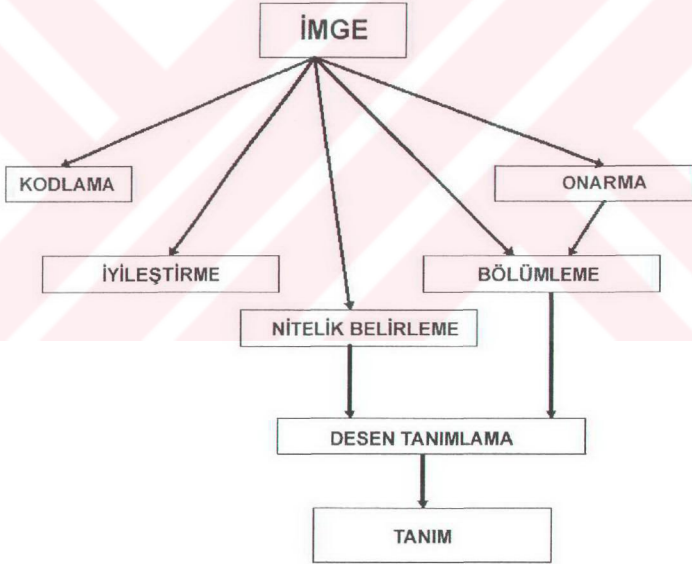 İMGE
KODLAMA
ONARMA
İYİLEŞTİRME
BÖLÜMLEME
NİTELİK BELİRLEME
DESEN TANIMLAMA
TANIM